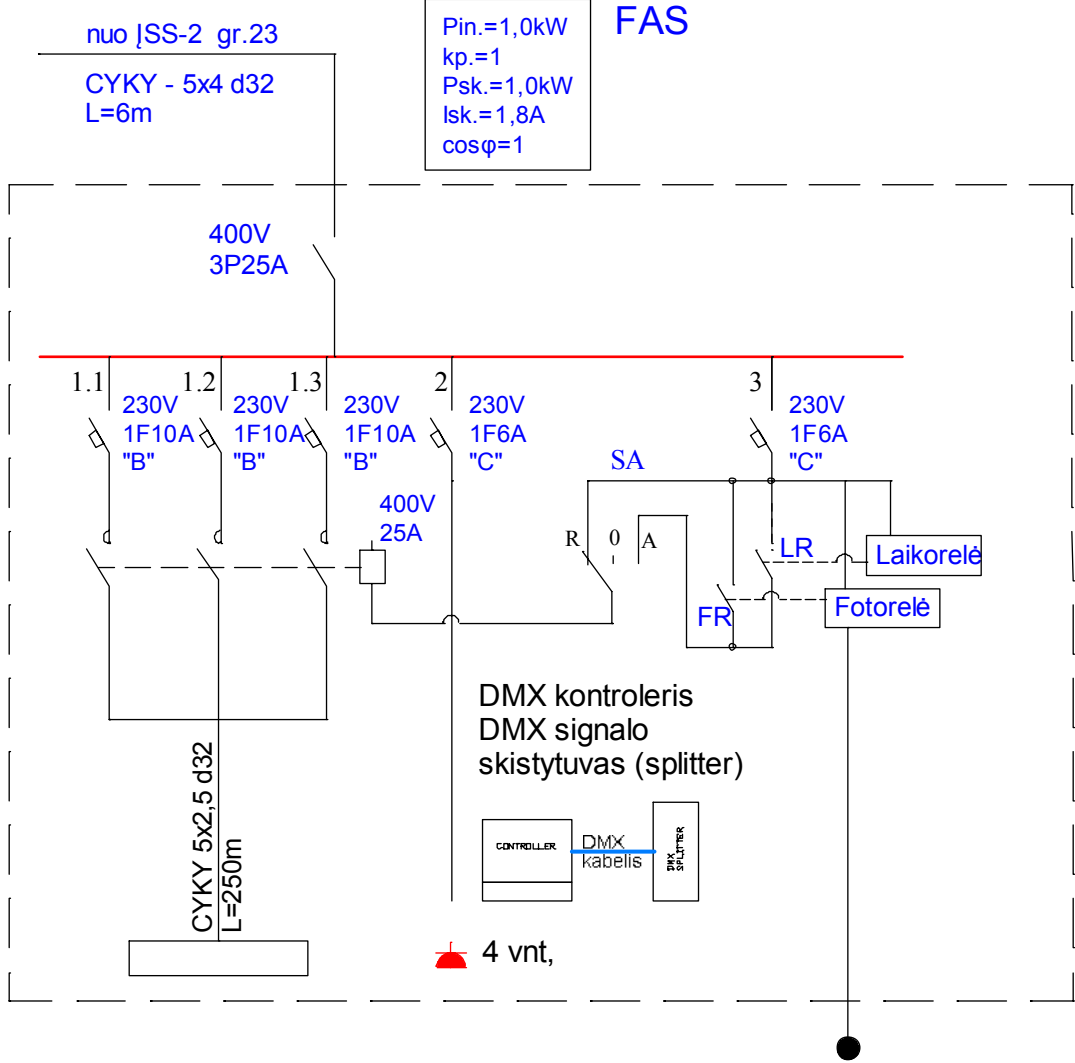 nuo ĮSS-2 gr.23
CYKY - 5x4 d32
L=6m
Pin.=1,0kW
kp.=1
Psk.=1,0kW
Isk.=1,8A
cosφ=1
FAS
400V
3P25A
1.1
230V
1F10A
"B"
1.2
230V
1F10A
"B"
1.3
230V
1F10A
"B"
2
230V
1F6A
"C"
3
230V
1F6A
"C"
400V
25A
SA
R 0 A
LR
Laikorelė
FR
Fotorelė
DMX kontroleris
DMX signalo
skistytuvas (splitter)
CONTROLLER
DMX
kabelis
DMX
SPLITTER
CYKY 5x2,5 d32
L=250m
4 vnt,